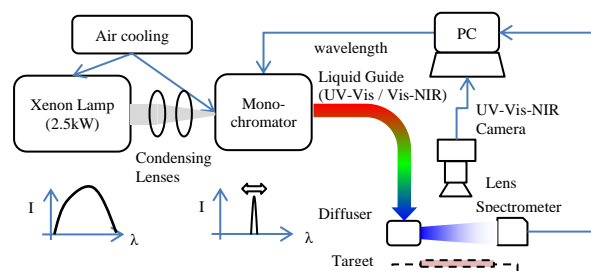 Air cooling
PC
wavelength
Liquid Guide
(UV-Vis / Vis-NIR)
Xenon Lamp
(2.5kW)
Mono-
chromator
UV-Vis-NIR
Camera
Condensing
Lenses
Lens
Spectrometer
I
λ
I
λ
Diffuser
Target